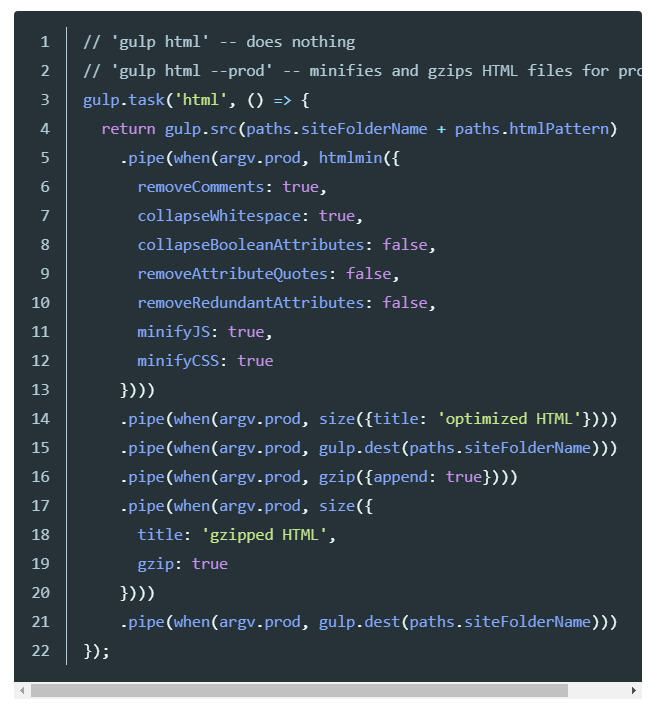 1 // 'gulp html' -- does nothing
2 // 'gulp html --prod' -- minifies and gzips HTML files for
3 gulp.task('html', () => {
4   return gulp.src(paths.siteFolderName + paths.htmlPattern)
5     .pipe(when(argv.prod, htmlmin({
6       removeComments: true,
7       collapseWhitespace: true,
8       collapseBooleanAttributes: false,
9       removeAttributeQuotes: false,
10       removeRedundantAttributes: false,
11       minifyJS: true,
12       minifyCSS: true
13     })))
14     .pipe(when(argv.prod, size({title: 'optimized HTML'})))
15     .pipe(when(argv.prod, gulp.dest(paths.siteFolderName)))
16     .pipe(when(argv.prod, gzip({append: true})))
17     .pipe(when(argv.prod, size({
18       title: 'gzipped HTML',
19       gzip: true
20     })))
21     .pipe(when(argv.prod, gulp.dest(paths.siteFolderName)))
22 });